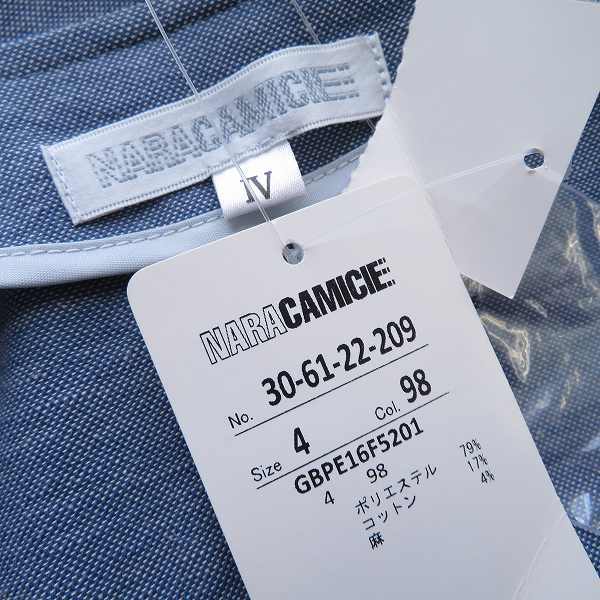 NARACAMICIE
IV
NARACAMICIE
No. 30-61-22-209
Size 4 Col. 98
GBPE16F5201
4 98
ポリエステル 79%
コットン 17%
麻 4%